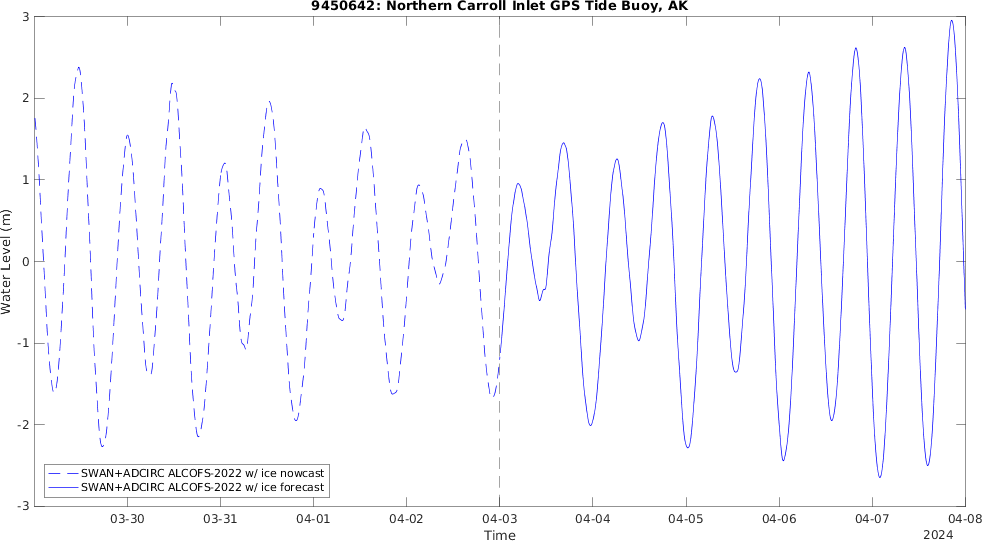 9450642: Northern Carroll Inlet GPS Tide Buoy, AK
3
2
1
0
-1
-2
-3
Water Level (m)
SWAN+ADCIRC ALCOFS-2022 w/ ice nowcast
SWAN+ADCIRC ALCOFS-2022 w/ ice forecast
03-30 03-31 04-01 04-02 04-03 04-04 04-05 04-06 04-07 04-08
Time
2024